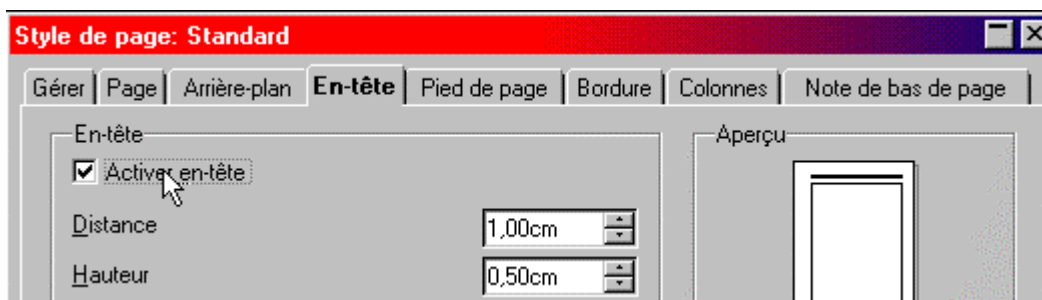 Style de page: Standard
Gérer Page Arrière-plan En-tête Pied de page Bordure Colonnes Note de bas de page
En-tête Aperçu
Activer en-tête
Distance 1,00cm
Hauteur 0,50cm